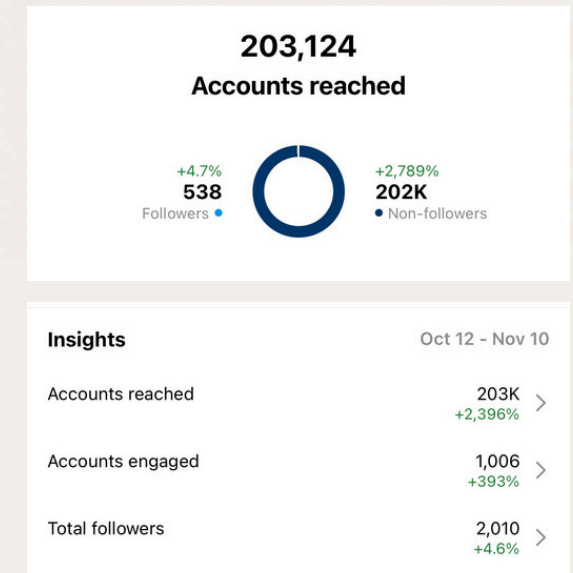 203,124
Accounts reached
+4.7%
538
Followers
+2,789%
202K
Non-followers
Insights
Oct 12 - Nov 10
Accounts reached
203K
+2,396%
Accounts engaged
1,006
+393%
Total followers
2,010
+4.6%